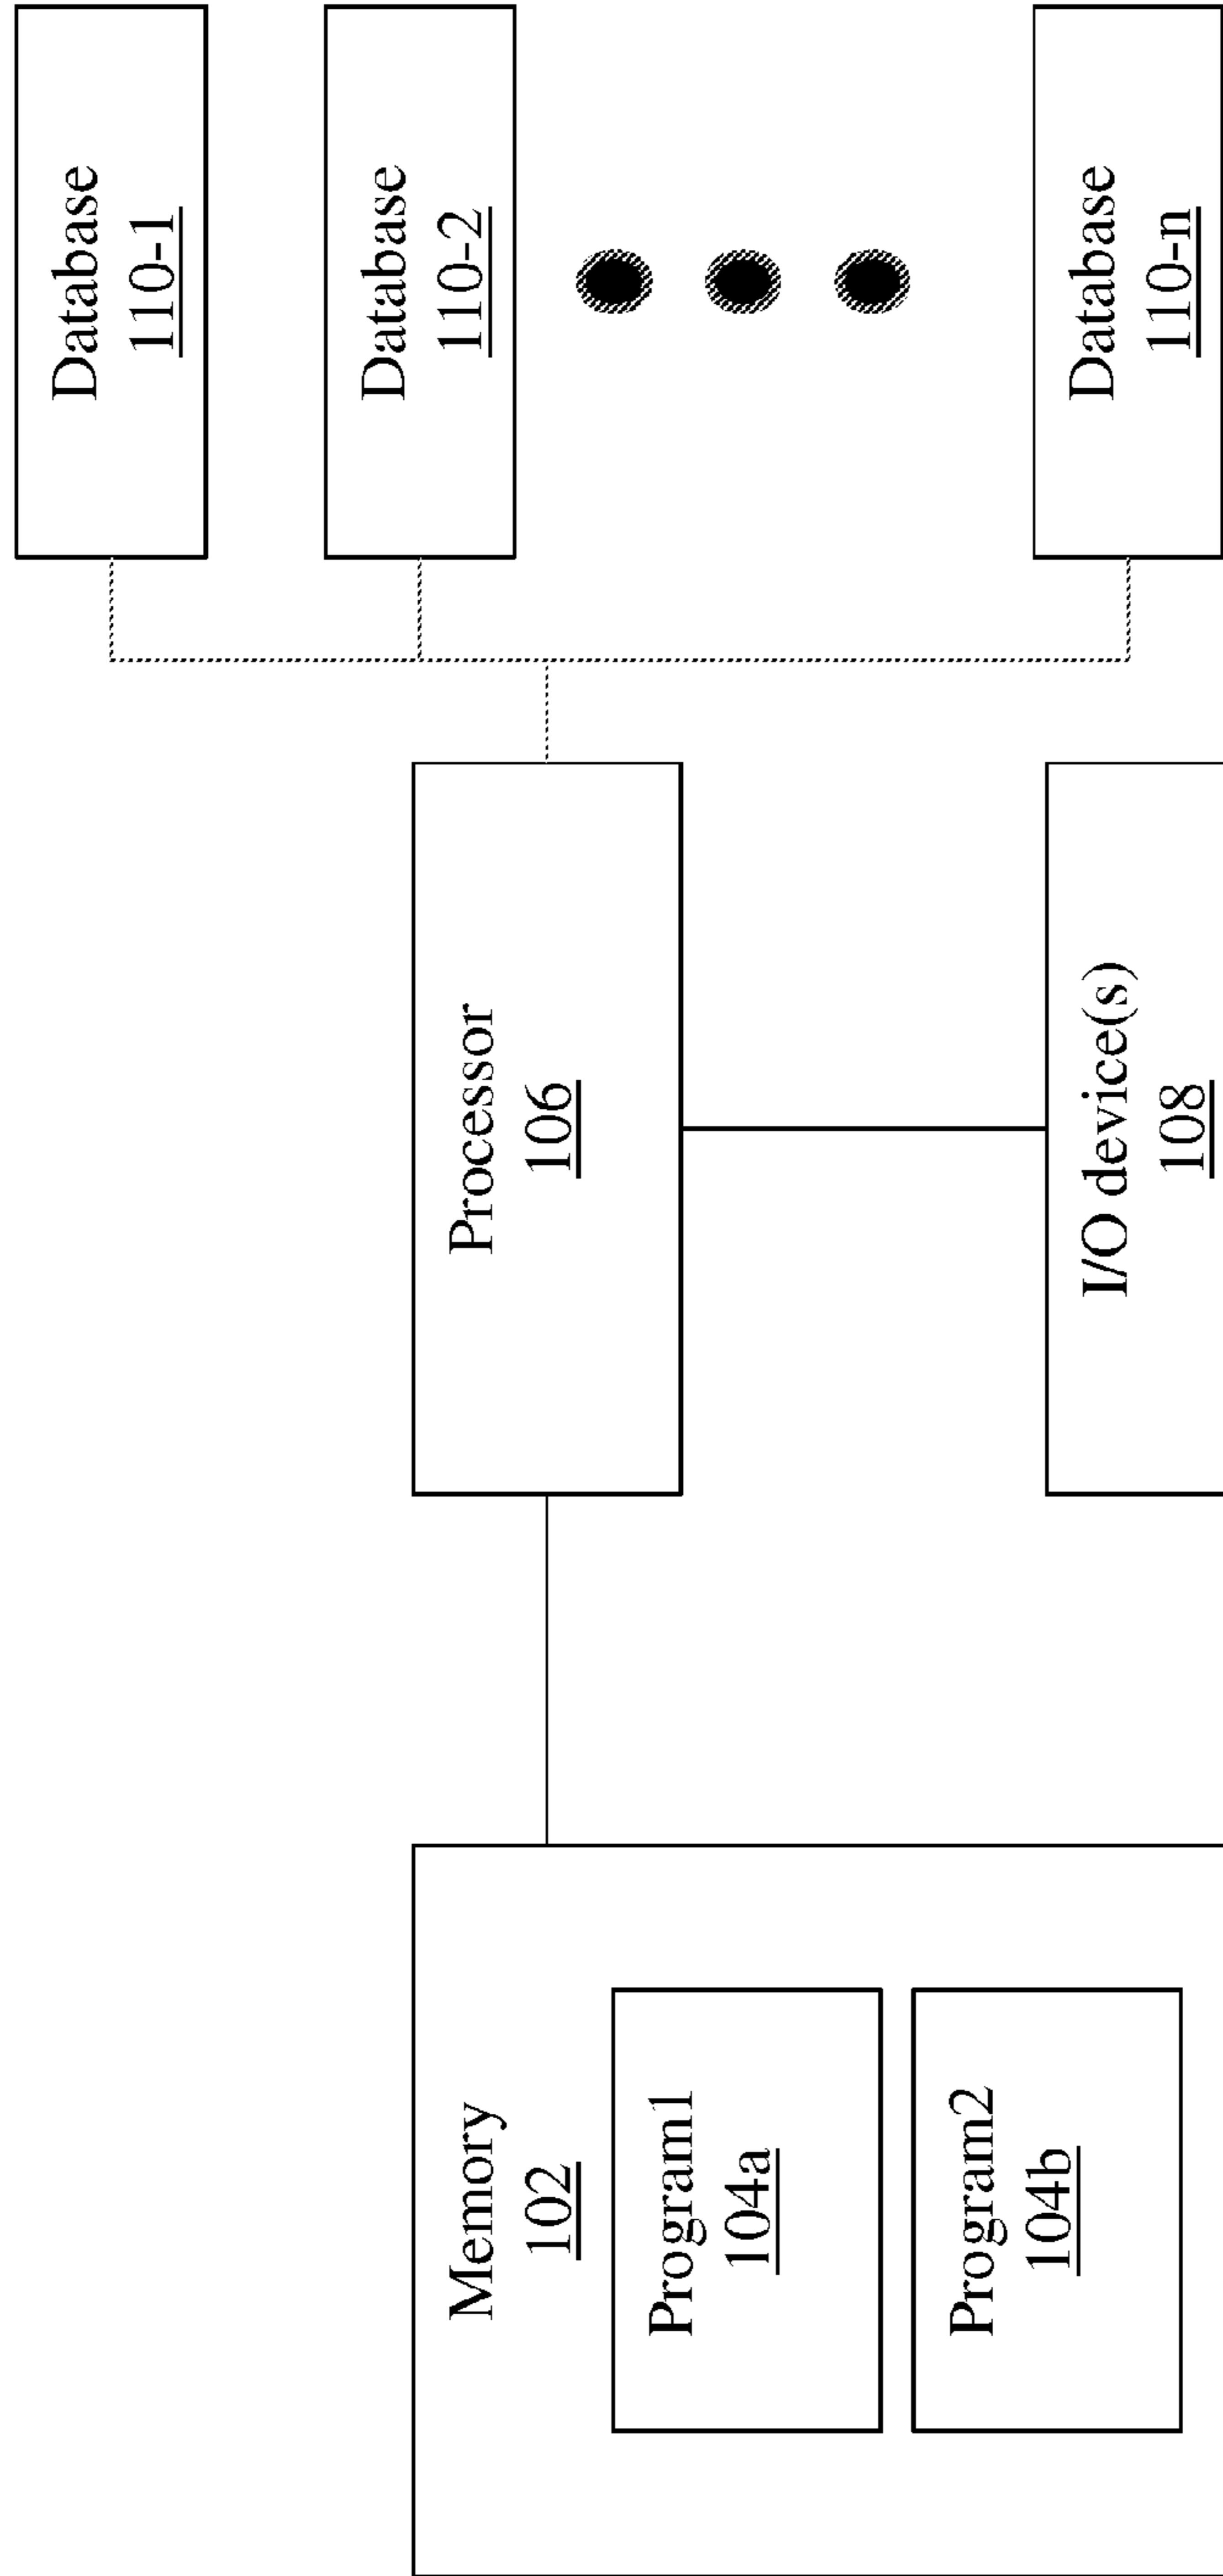 Memory
102
Program1
104a
Program2
104b
Processor
106
I/O device(s)
108
Database
110-1
Database
110-2
Database
110-n